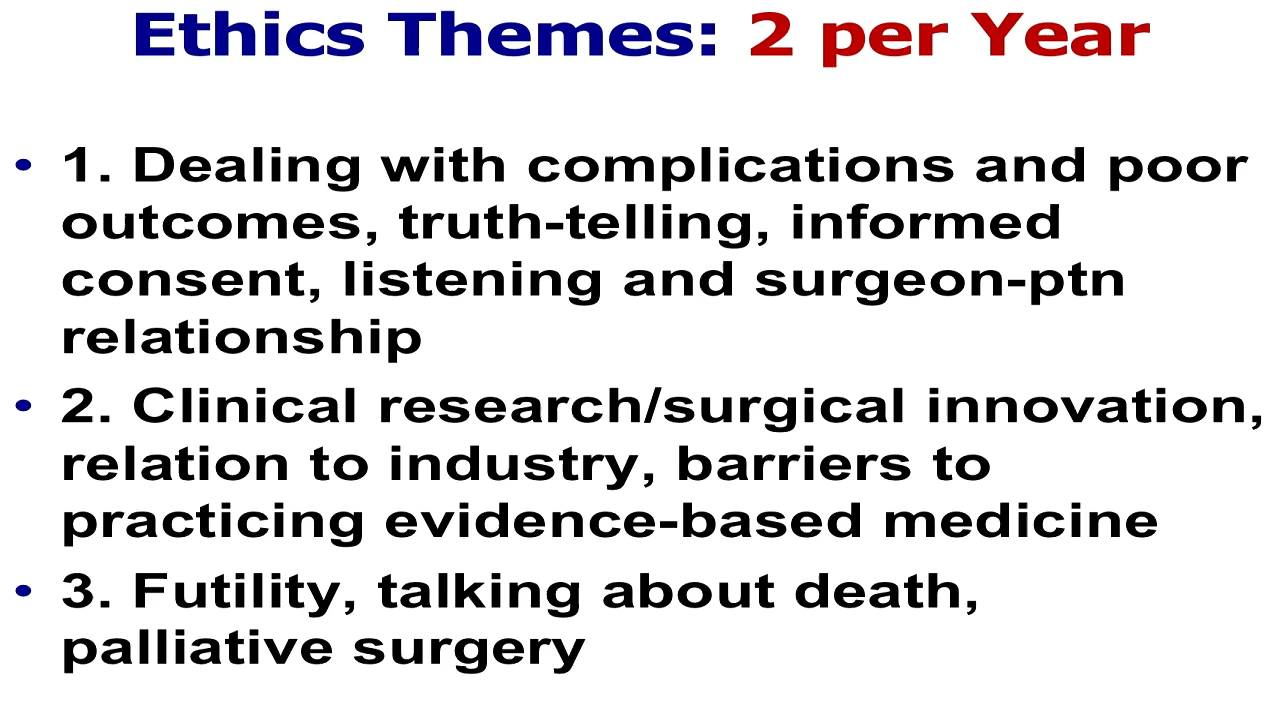 Ethics Themes: 2 per Year
• 1. Dealing with complications and poor
outcomes, truth-telling, informed
consent, listening and surgeon-ptn
relationship
• 2. Clinical research/surgical innovation,
relation to industry, barriers to
practicing evidence-based medicine
• 3. Futility, talking about death,
palliative surgery